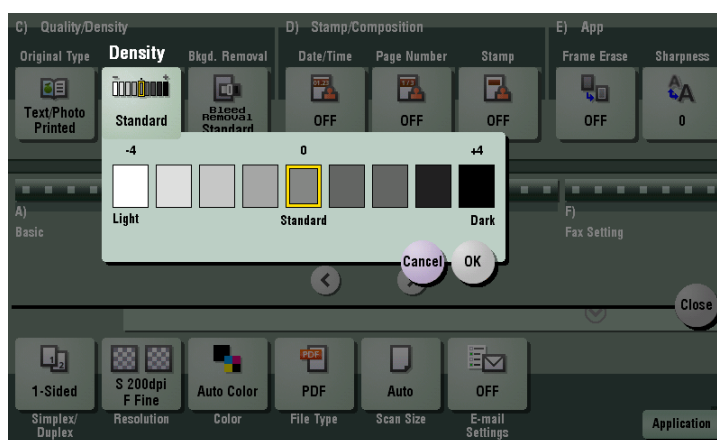 C) Quality/Density
D) Stamp/Composition
E) App
Original Type
Density
Bkgd. Removal
Date/Time
Page Number
Stamp
Frame Erase
Sharpness
Text/Photo
Printed
Standard
Bleed
Removal
Standard
OFF
OFF
OFF
OFF
0
-4
0
+4
Light
Standard
Dark
A)
Basic
F)
Fax Setting
Cancel
OK
Close
1-Sided
S 200dpi
F Fine
Auto Color
PDF
PDF
Auto
OFF
Simplex/
Duplex
Resolution
Color
File Type
Scan Size
E-mail
Settings
Application